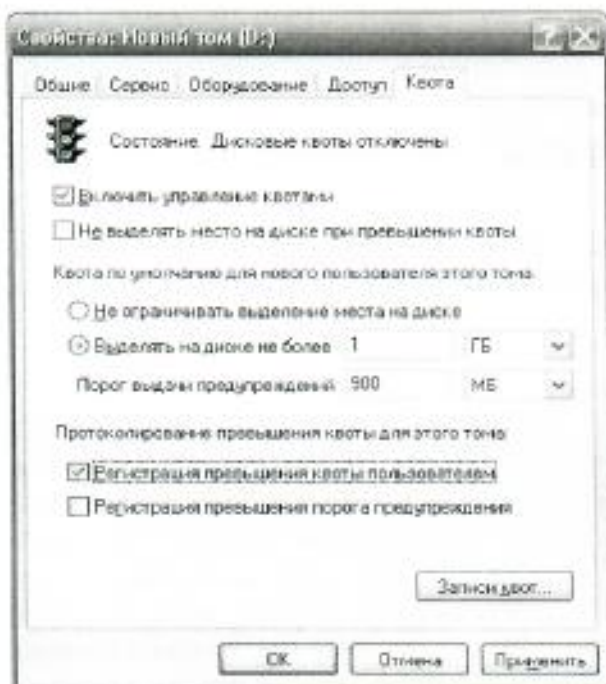 Свойства: Новый том (D:)
Общие Сервис Оборудование Доступ Квота
Состояние: Дисковые квоты отключены
Включить управление квотами
Не выделять место на диске при превышении квоты
Квота по умолчанию для нового пользователя этого тома:
Не ограничивать выделение места на диске
Выделять на диске не более 1 ГБ
Порог выдачи предупреждений 900 МБ
Протоколирование превышения квоты для этого тома:
Регистрация превышения квоты пользователем
Регистрация превышения порога предупреждения
Записи квот...
ОК Отмена Применить